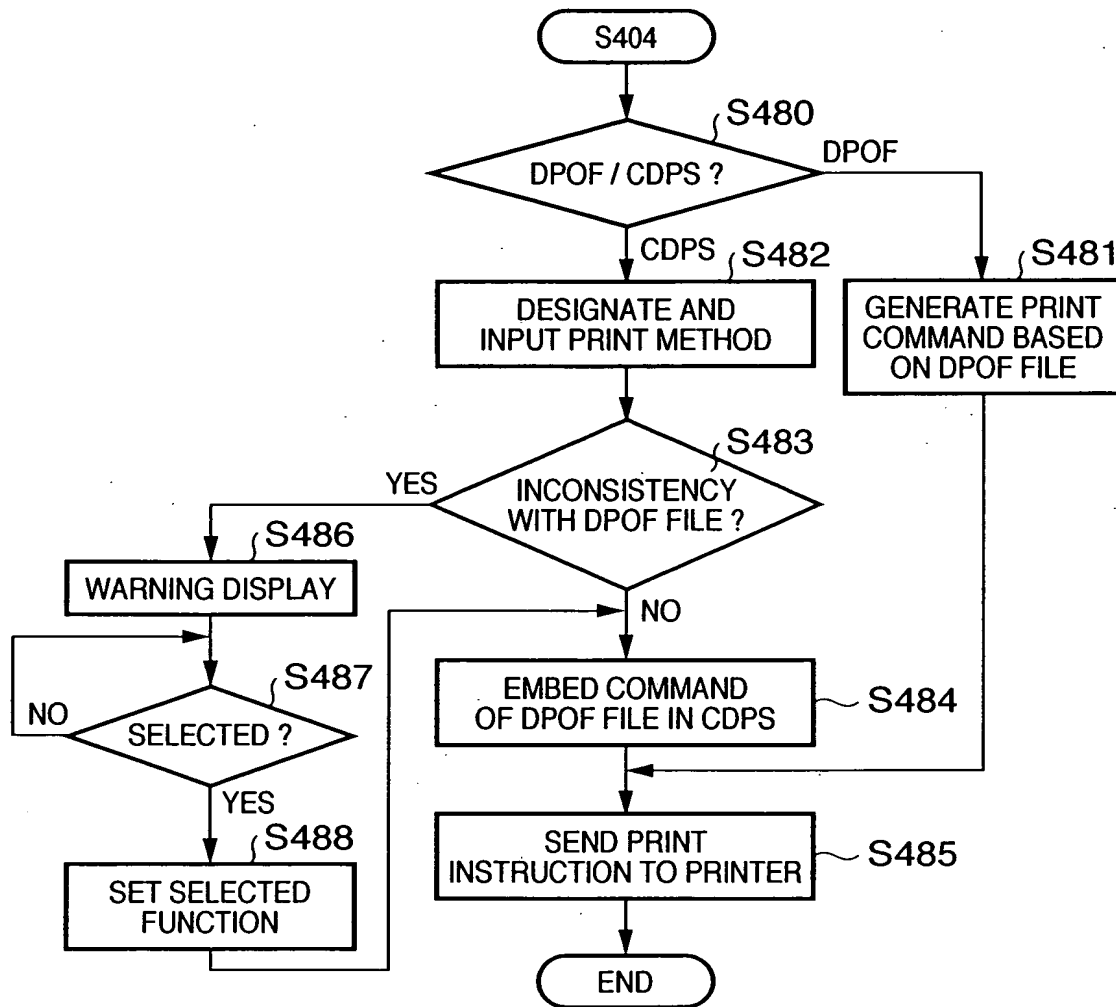 S404
S480
DPOF / CDPS ?
DPOF
CDPS
S482
S481
DESIGNATE AND
INPUT PRINT METHOD
GENERATE PRINT
COMMAND BASED
ON DPOF FILE
S483
YES
INCONSISTENCY
WITH DPOF FILE ?
S486
WARNING DISPLAY
NO
S487
NO
SELECTED ?
EMBED COMMAND
OF DPOF FILE IN CDPS
S484
YES
S488
SET SELECTED
FUNCTION
SEND PRINT
INSTRUCTION TO PRINTER
S485
END